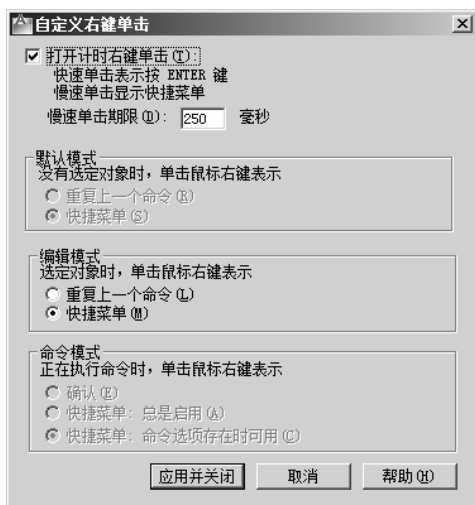 自定义右键单击
打开计时右键单击(T):
快速单击表示按 ENTER 键
慢速单击显示快捷菜单
慢速单击期限(D): 250 毫秒
默认模式
没有选定对象时，单击鼠标右键表示
重复上一个命令(R)
快捷菜单(S)
编辑模式
选定对象时，单击鼠标右键表示
重复上一个命令(L)
快捷菜单(M)
命令模式
正在执行命令时，单击鼠标右键表示
确认(E)
快捷菜单: 总是启用(A)
快捷菜单: 命令选项存在时可用(C)
应用并关闭 取消 帮助(H)